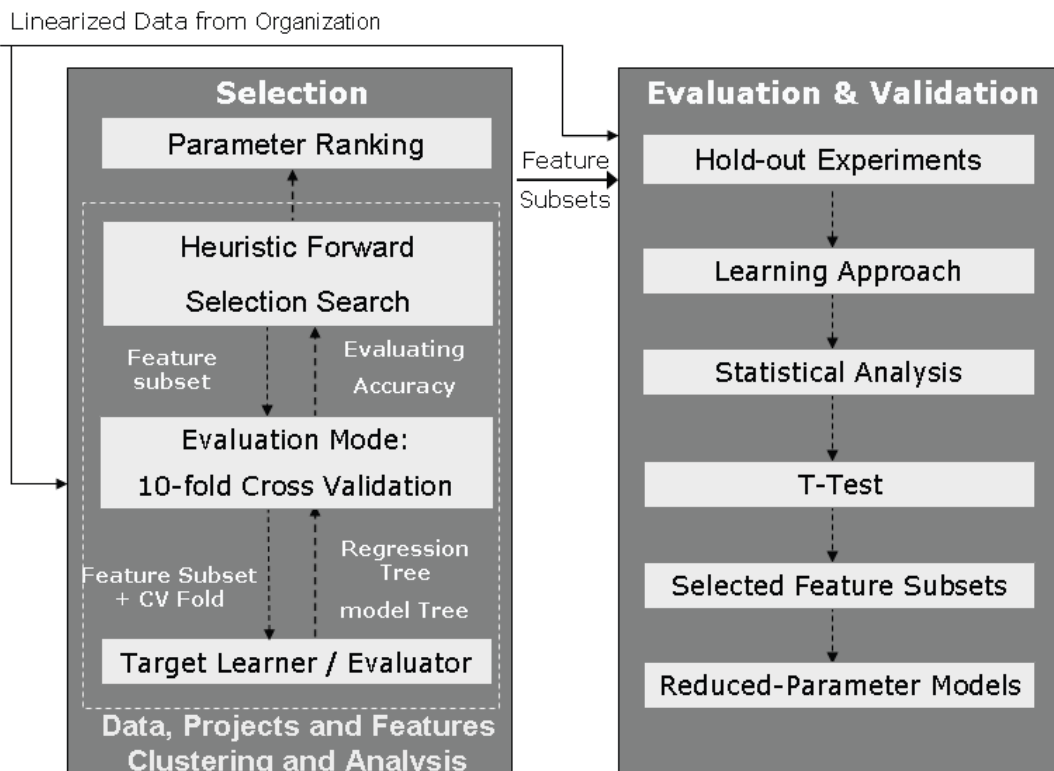 Linearized Data from Organization
Selection
Parameter Ranking
Heuristic Forward
Selection Search
Feature
subset
Evaluating
Accuracy
Evaluation Mode:
10-fold Cross Validation
Feature Subset
+ CV Fold
Regression
Tree
model Tree
Target Learner / Evaluator
Data, Projects and Features
Clustering and Analysis
Feature
Subsets
Evaluation & Validation
Hold-out Experiments
Learning Approach
Statistical Analysis
T-Test
Selected Feature Subsets
Reduced-Parameter Models